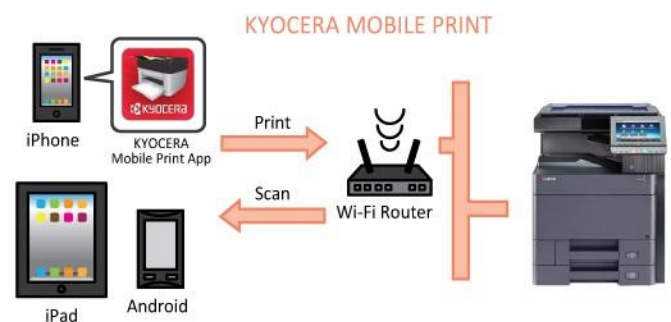 KYOCERA MOBILE PRINT
KYOCERA
iPhone
KYOCERA
Mobile Print App
Print
Scan
Wi-Fi Router
iPad
Android